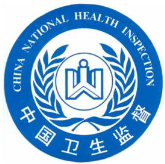 CHINA NATIONAL HEALTH INSPECTION
中国卫生监督